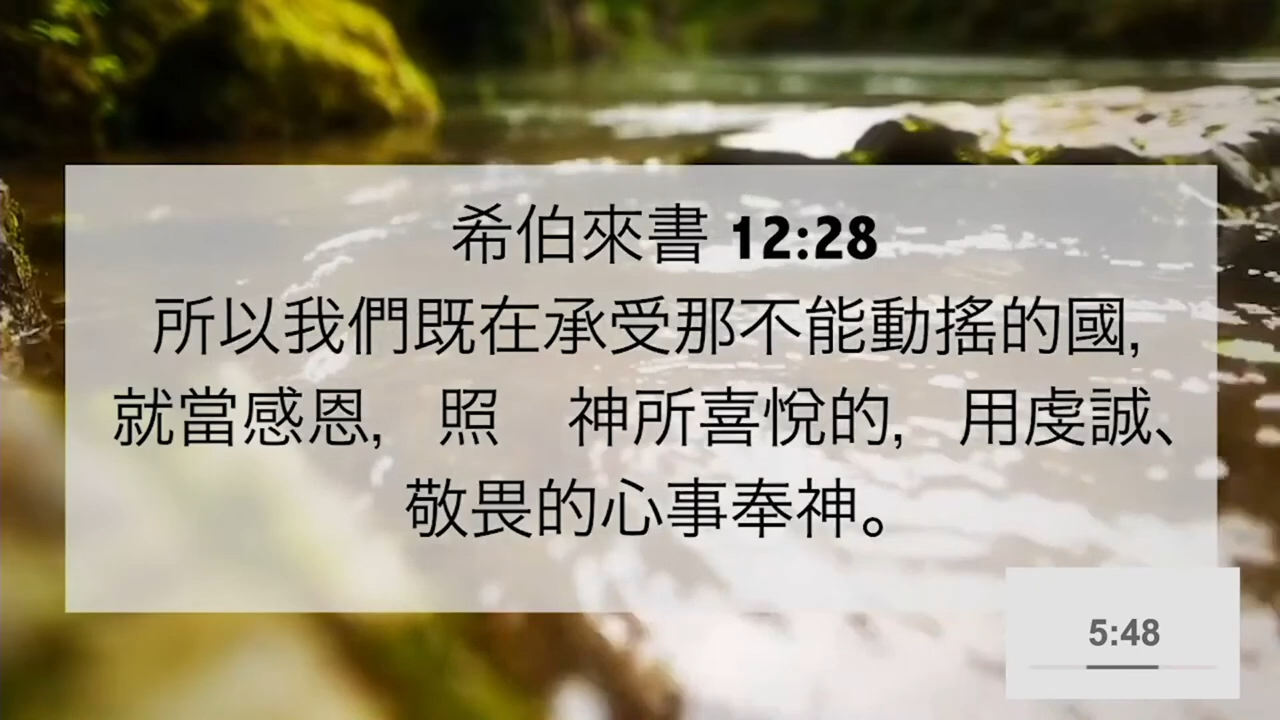 希伯來書 12:28
所以我們既在承受那不能動搖的國,
就當感恩, 照　神所喜悅的, 用虔誠、
敬畏的心事奉神。
5:48